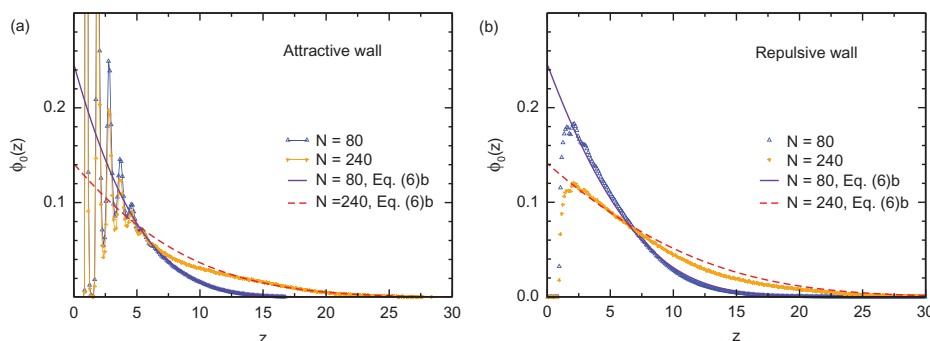 (a)
Attractive wall
0.2
0.1
ϕ0(z)
N = 80
N = 240
N = 80, Eq. (6)b
N =240, Eq. (6)b
0 5 10 15 20 25 30
z
(b)
Repulsive wall
0.2
0.1
0.0
ϕ0(z)
N = 80
N = 240
N = 80, Eq. (6)b
N = 240, Eq. (6)b
0 5 10 15 20 25 30
z